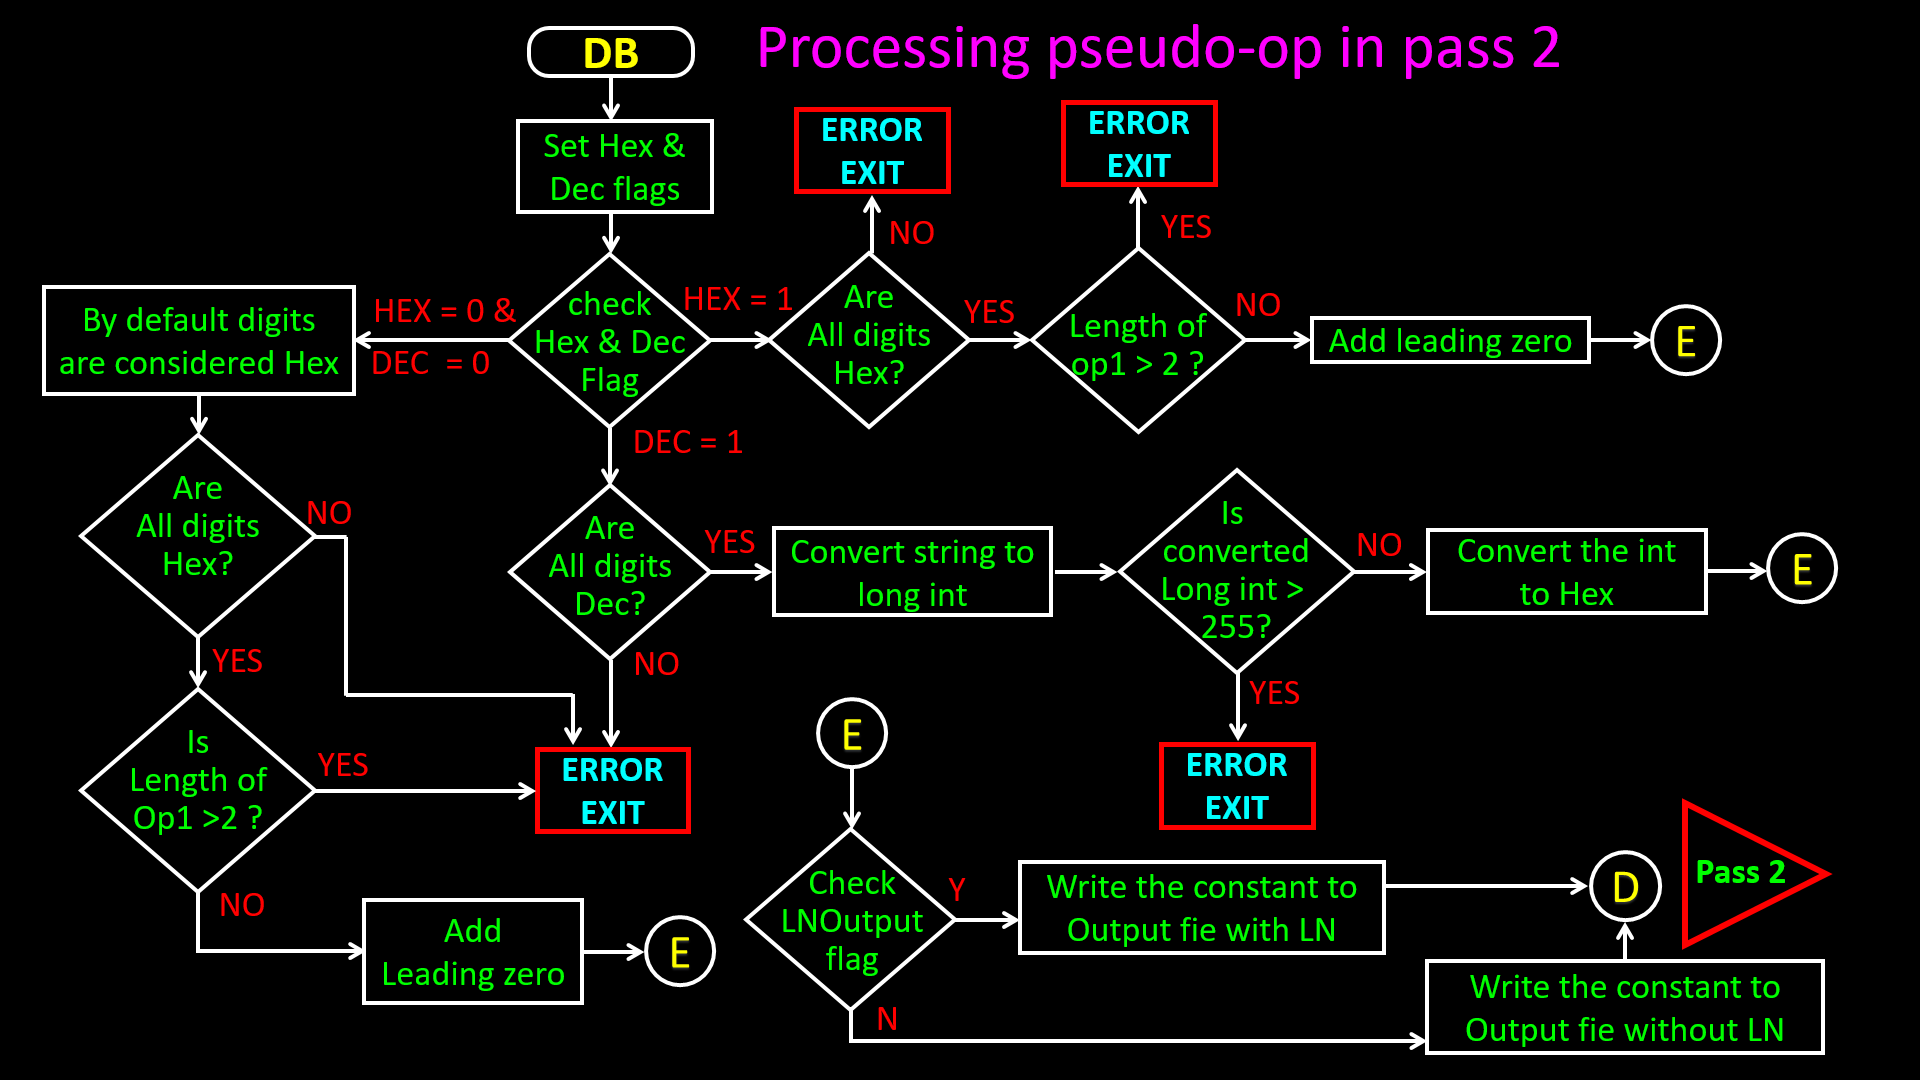 Processing pseudo-op in pass 2
DB
Set Hex &
Dec flags
ERROR
EXIT
ERROR
EXIT
NO
YES
By default digits
are considered Hex
HEX = 0 &
DEC = 0
check
Hex & Dec
Flag
HEX = 1
Are
All digits
Hex?
YES
Length of
op1 > 2 ?
NO
Add leading zero
E
DEC = 1
Are
All digits
Hex?
NO
YES
Are
All digits
Dec?
YES
Convert string to
long int
Is
converted
Long int >
255?
NO
Convert the int
to Hex
E
NO
YES
ERROR
EXIT
Is
Length of
Op1 >2 ?
YES
ERROR
EXIT
NO
Add
Leading zero
E
E
Check
LNOutput
flag
Y
Write the constant to
Output fie with LN
D
Pass 2
N
Write the constant to
Output fie without LN